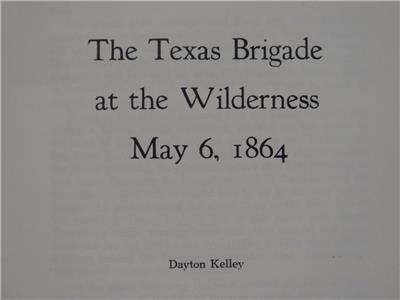 The Texas Brigade
at the Wilderness
May 6, 1864
Dayton Kelley